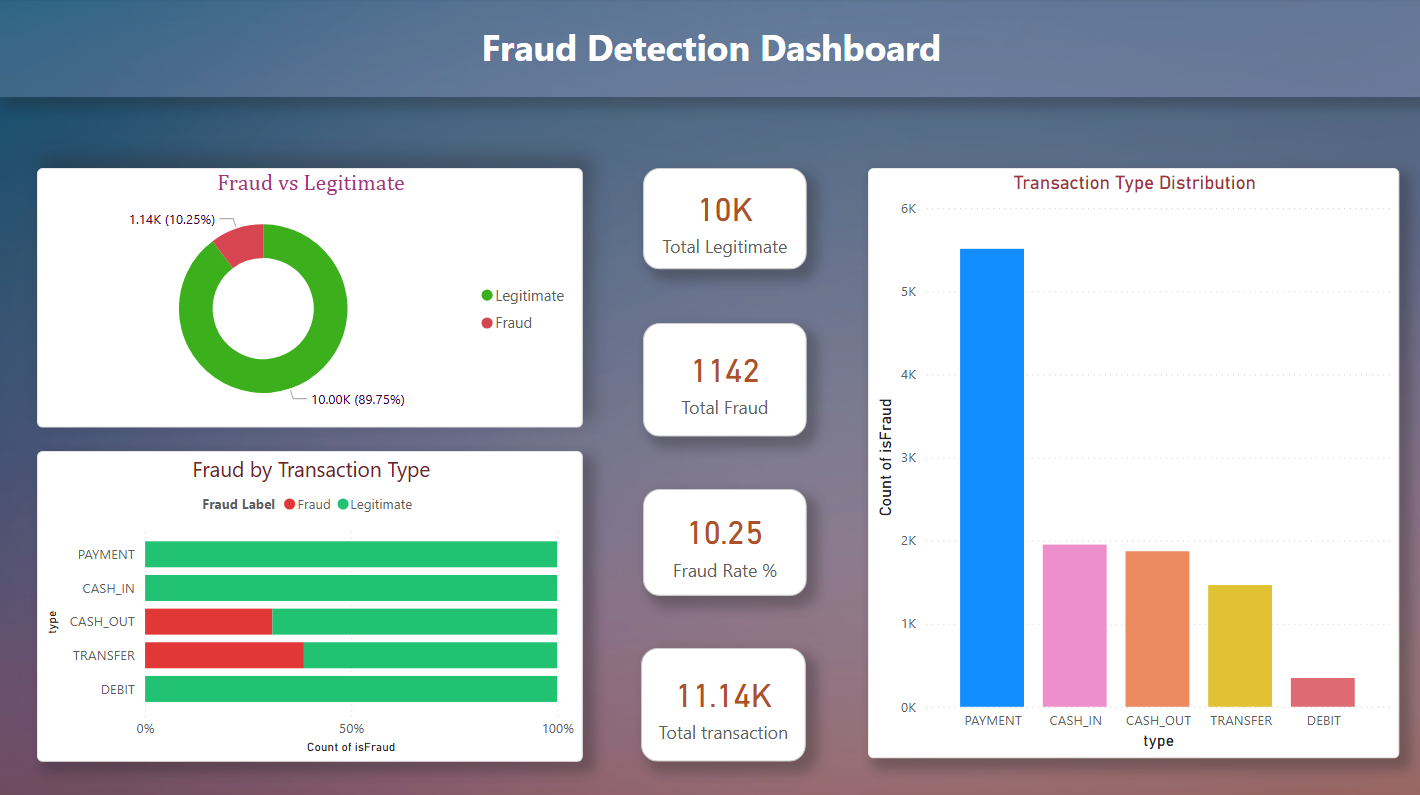 Fraud Detection Dashboard
Fraud vs Legitimate
1.14K (10.25%)
Legitimate
Fraud
10.00K (89.75%)
Fraud by Transaction Type
Fraud Label Fraud Legitimate
type
PAYMENT
CASH_IN
CASH_OUT
TRANSFER
DEBIT
0% 50% 100%
Count of isFraud
10K
Total Legitimate
1142
Total Fraud
10.25
Fraud Rate %
11.14K
Total transaction
Transaction Type Distribution
Count of isFraud
6K
5K
4K
3K
2K
1K
0K
PAYMENT CASH_IN CASH_OUT TRANSFER DEBIT
type